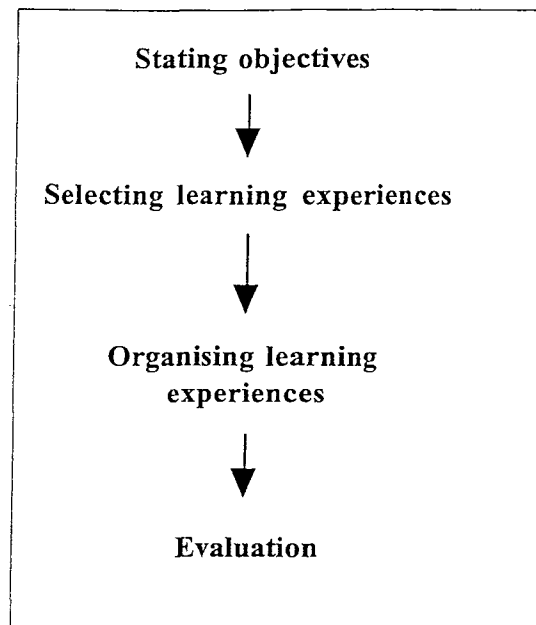 Stating objectives
Selecting learning experiences
Organising learning
experiences
Evaluation